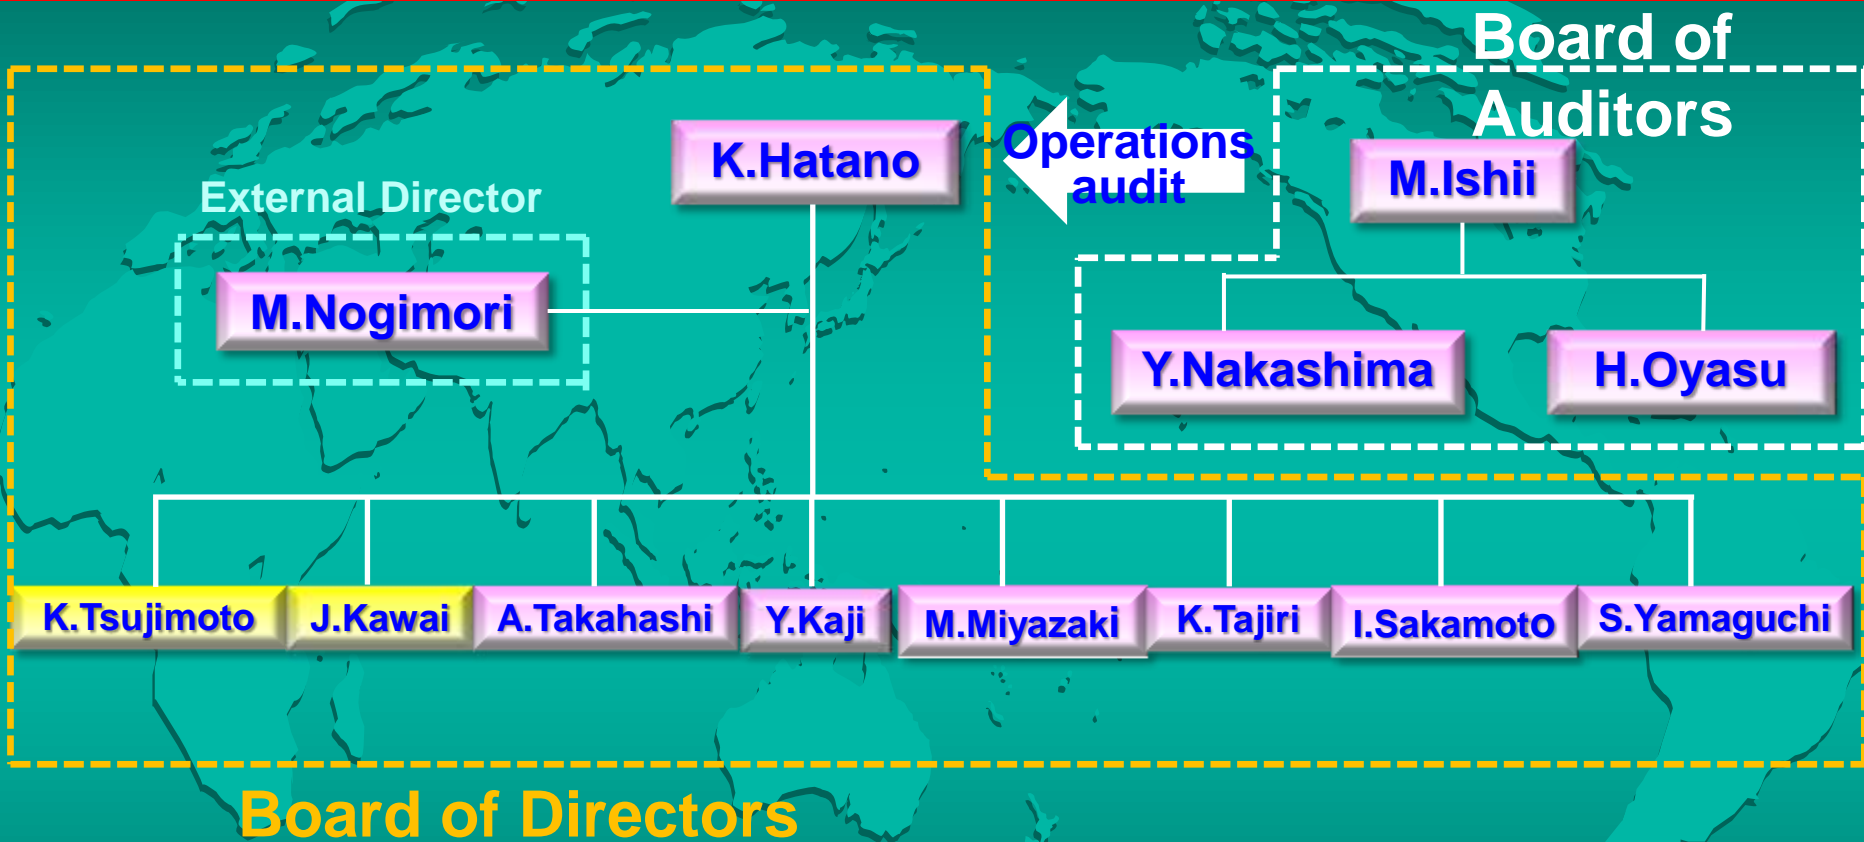 Board of
Auditors
K.Hatano
Operations
audit
M.Ishii
External Director
M.Nogimori
Y.Nakashima
H.Oyasu
K.Tsujimoto
J.Kawai
A.Takahashi
Y.Kaji
M.Miyazaki
K.Tajiri
I.Sakamoto
S.Yamaguchi
Board of Directors